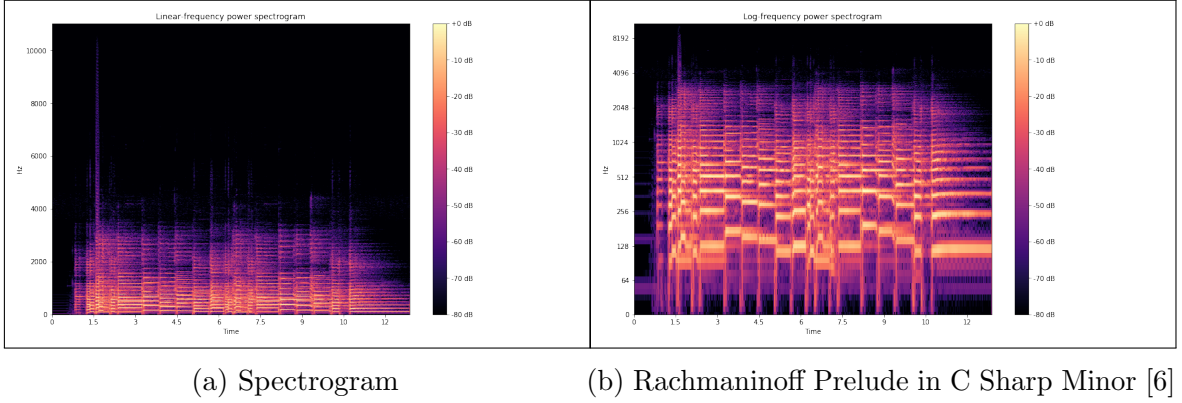 Linear-frequency power spectrogram
10000
8000
6000
4000
2000
0
Hz
0 1.5 3 4.5 6 7.5 9 10 12
Time
+0 dB
-10 dB
-20 dB
-30 dB
-40 dB
-50 dB
-60 dB
-70 dB
-80 dB
Log-frequency power spectrogram
8192
4096
2048
1024
512
256
128
64
0
Hz
0 1.5 3 4.5 6 7.5 9 10 12
Time
+0 dB
-10 dB
-20 dB
-30 dB
-40 dB
-50 dB
-60 dB
-70 dB
-80 dB
(a) Spectrogram
(b) Rachmaninoff Prelude in C Sharp Minor [6]